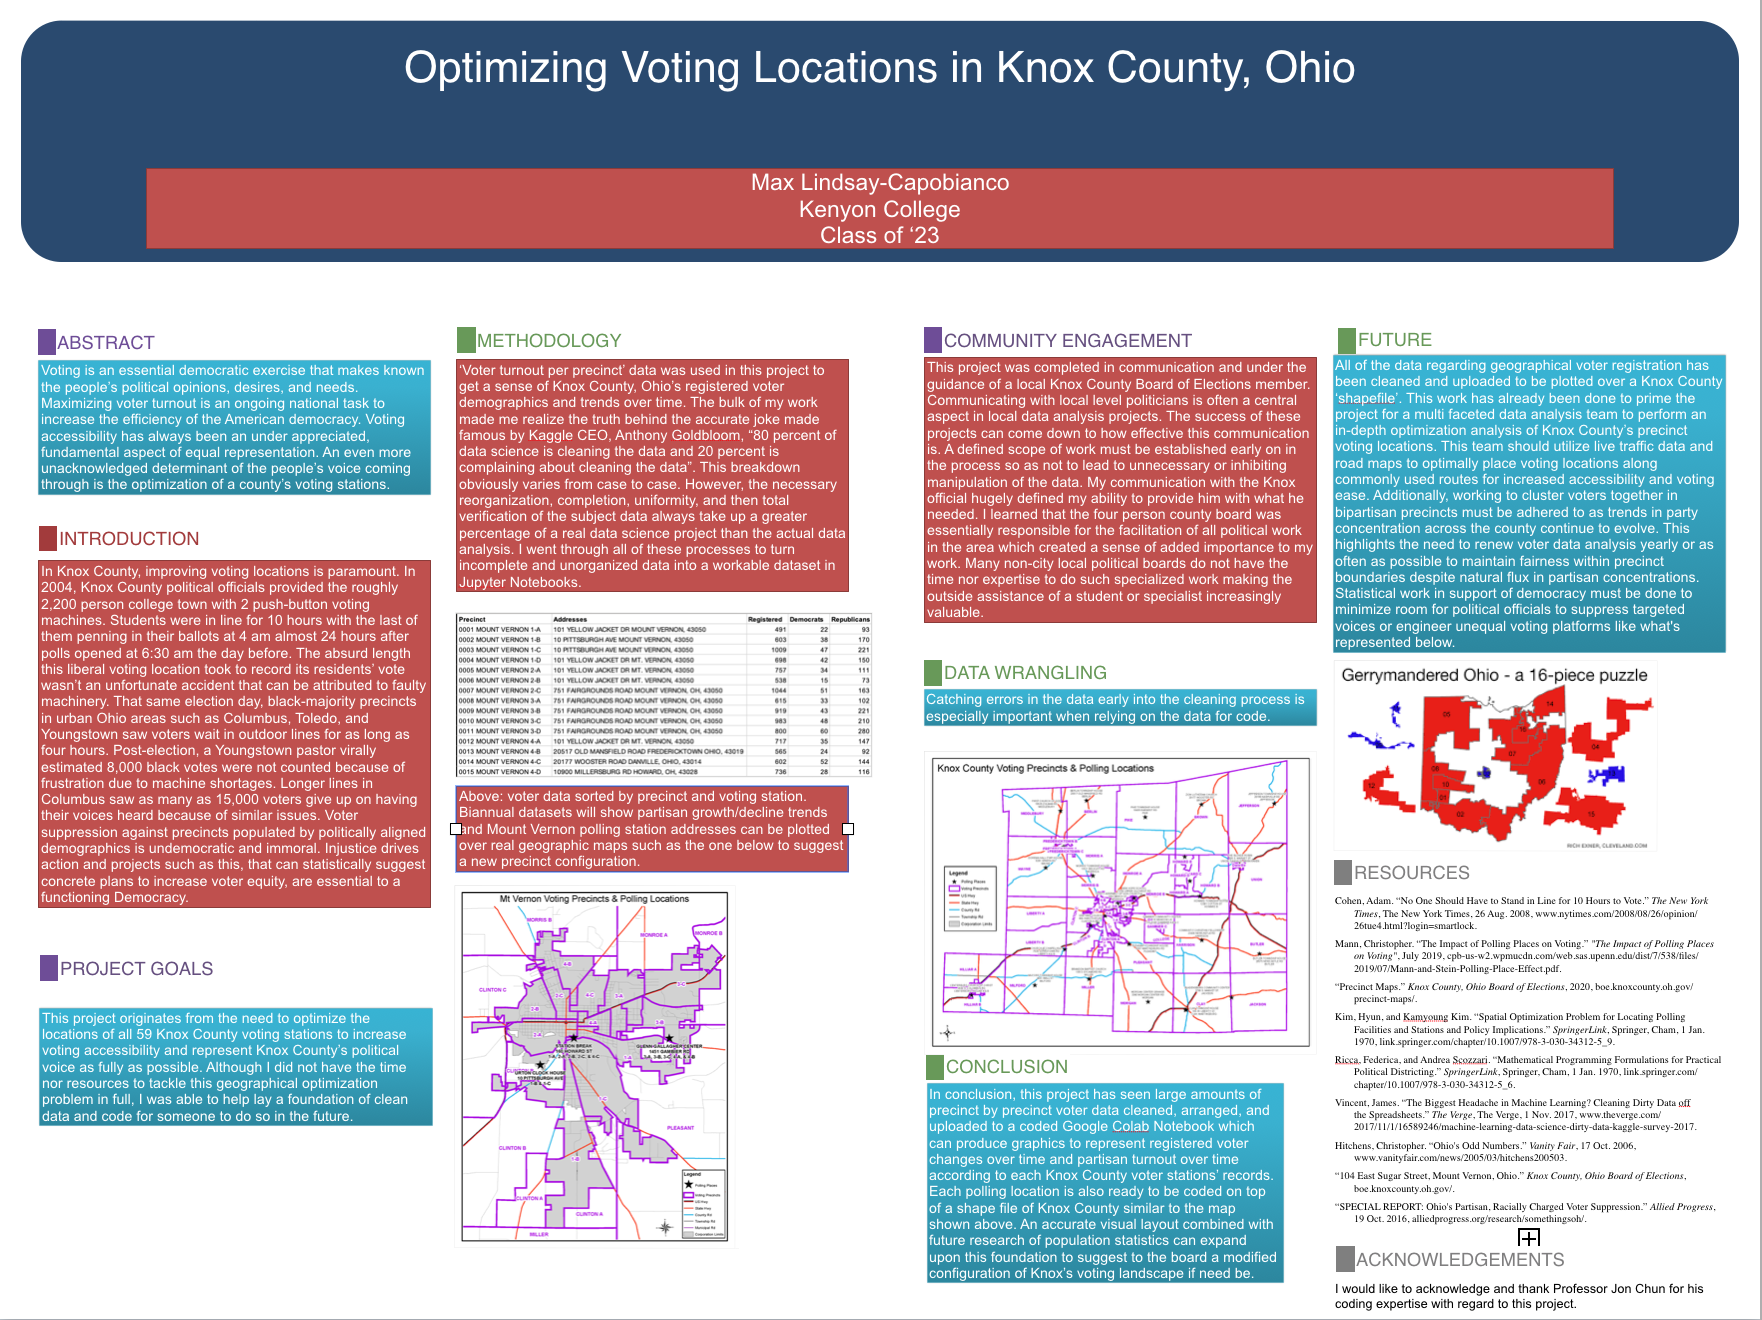 Optimizing Voting Locations in Knox County, Ohio
Max Lindsay-Capobianco
Kenyon College
Class of ‘23
ABSTRACT
Voting is an essential democratic exercise that makes known
the people’s political opinions, desires, and needs.
Maximizing voter turnout is an ongoing national task to
increase the efficiency of the American democracy. Voting
accessibility has always been an under appreciated,
fundamental aspect of equal representation. An even more
unacknowledged determinant of the people’s voice coming
through is the optimization of a county’s voting stations.
INTRODUCTION
In Knox County, improving voting locations is paramount. In
2004, Knox County political officials provided the roughly
2,200 person college town with 2 push-button voting
machines. Students were in line for 10 hours with the last of
them penning in their ballots at 4 am almost 24 hours after
polls opened at 6:30 am the day before. The absurd length
this liberal voting location took to record its residents’ vote
wasn’t an unfortunate accident that can be attributed to faulty
machinery. That same election day, black-majority precincts
in urban Ohio areas such as Columbus, Toledo, and
Youngstown saw voters wait in outdoor lines for as long as
four hours. Post-election, a Youngstown pastor virally
estimated 8,000 black votes were not counted because of
frustration due to machine shortages. Longer lines in
Columbus saw as many as 15,000 voters give up on having
their voices heard because of similar issues. Voter
suppression against precincts populated by politically aligned
demographics is undemocratic and immoral. Injustice drives
action and projects such as this, that can statistically suggest
concrete plans to increase voter equity, are essential to a
functioning Democracy.
PROJECT GOALS
This project originates from the need to optimize the
locations of all 59 Knox County voting stations to increase
voting accessibility and represent Knox County’s political
voice as fully as possible. Although I did not have the time
nor resources to tackle this geographical optimization
problem in full, I was able to help lay a foundation of clean
data and code for someone to do so in the future.
METHODOLOGY
‘Voter turnout per precinct’ data was used in this project to
get a sense of Knox County, Ohio’s registered voter
demographics and trends over time. The bulk of my work
made me realize the truth behind the accurate joke made
famous by Kaggle CEO, Anthony Goldbloom, “80 percent of
data science is cleaning the data and 20 percent is
complaining about cleaning the data”. This breakdown
obviously varies from case to case. However, the necessary
reorganization, completion, uniformity, and then total
verification of the subject data always take up a greater
percentage of a real data science project than the actual data
analysis. I went through all of these processes to turn
incomplete and unorganized data into a workable dataset in
Jupyter Notebooks.
Precinct Addresses Registered Democrats Republicans
0001 MOUNT VERNON 1-A 101 YELLOW JACKET DR MOUNT VERNON, 43050 491 22 93
0002 MOUNT VERNON 1-B 10 PITTSBURGH AVE MOUNT VERNON, 43050 603 38 170
0003 MOUNT VERNON 1-C 10 PITTSBURGH AVE MOUNT VERNON, 43050 1009 47 221
0004 MOUNT VERNON 1-D 101 YELLOW JACKET DR MT. VERNON, 43050 698 42 150
0005 MOUNT VERNON 2-A 101 YELLOW JACKET DR MT. VERNON, 43050 757 34 111
0006 MOUNT VERNON 2-B 101 YELLOW JACKET DR MT. VERNON, 43050 538 15 73
0007 MOUNT VERNON 2-C 751 FAIRGROUNDS ROAD MOUNT VERNON, OH, 43050 1044 51 163
0008 MOUNT VERNON 3-A 751 FAIRGROUNDS ROAD MOUNT VERNON, OH, 43050 615 33 102
0009 MOUNT VERNON 3-B 751 FAIRGROUNDS ROAD MOUNT VERNON, OH, 43050 919 43 221
0010 MOUNT VERNON 3-C 751 FAIRGROUNDS ROAD MOUNT VERNON, OH, 43050 983 48 210
0011 MOUNT VERNON 3-D 751 FAIRGROUNDS ROAD MOUNT VERNON, OH, 43050 800 60 280
0012 MOUNT VERNON 4-A 101 YELLOW JACKET DR MT. VERNON, 43050 717 35 147
0013 MOUNT VERNON 4-B 20517 OLD MANSFIELD ROAD FREDERICKTOWN OHIO, 43019 565 24 92
0014 MOUNT VERNON 4-C 20177 WOOSTER ROAD DANVILLE, OHIO, 43014 602 52 144
0015 MOUNT VERNON 4-D 10900 MILLERSBURG RD HOWARD, OH, 43028 736 28 116
Above: voter data sorted by precinct and voting station.
Biannual datasets will show partisan growth/decline trends
and Mount Vernon polling station addresses can be plotted
over real geographic maps such as the one below to suggest
a new precinct configuration.
Mt Vernon Voting Precincts & Polling Locations
MORRIS B
MONROE A
MONROE B
CLINTON C
PLEASANT
CLINTON B
CLINTON A
CLINTON A
MILLER
Legend
Polling Places
Voting Precincts
US Hwy
State Hwy
County Rd
Township Rd
Municipal Rd
Corporation Limits
COMMUNITY ENGAGEMENT
This project was completed in communication and under the
guidance of a local Knox County Board of Elections member.
Communicating with local level politicians is often a central
aspect in local data analysis projects. The success of these
projects can come down to how effective this communication
is. A defined scope of work must be established early on in
the process so as not to lead to unnecessary or inhibiting
manipulation of the data. My communication with the Knox
official hugely defined my ability to provide him with what he
needed. I learned that the four person county board was
essentially responsible for the facilitation of all political work
in the area which created a sense of added importance to my
work. Many non-city local political boards do not have the
time nor expertise to do such specialized work making the
outside assistance of a student or specialist increasingly
valuable.
DATA WRANGLING
Catching errors in the data early into the cleaning process is
especially important when relying on the data for code.
Knox County Voting Precincts & Polling Locations
Legend
Polling Places
Voting Precincts
US Hwy
State Hwy
County Rd
Township Rd
Corporation Limits
CONCLUSION
In conclusion, this project has seen large amounts of
precinct by precinct voter data cleaned, arranged, and
uploaded to a coded Google Colab Notebook which
can produce graphics to represent registered voter
changes over time and partisan turnout over time
according to each Knox County voter stations’ records.
Each polling location is also ready to be coded on top
of a shape file of Knox County similar to the map
shown above. An accurate visual layout combined with
future research of population statistics can expand
upon this foundation to suggest to the board a modified
configuration of Knox’s voting landscape if need be.
FUTURE
All of the data regarding geographical voter registration has
been cleaned and uploaded to be plotted over a Knox County
‘shapefile’. This work has already been done to prime the
project for a multi faceted data analysis team to perform an
in-depth optimization analysis of Knox County’s precinct
voting locations. This team should utilize live traffic data and
road maps to optimally place voting locations along
commonly used routes for increased accessibility and voting
ease. Additionally, working to cluster voters together in
bipartisan precincts must be adhered to as trends in party
concentration across the county continue to evolve. This
highlights the need to renew voter data analysis yearly or as
often as possible to maintain fairness within precinct
boundaries despite natural flux in partisan concentrations.
Statistical work in support of democracy must be done to
minimize room for political officials to suppress targeted
voices or engineer unequal voting platforms like what's
represented below.
Gerrymandered Ohio - a 16-piece puzzle
05
14
07
04
12
06
02
15
RICH EXNER, CLEVELAND.COM
RESOURCES
Cohen, Adam. “No One Should Have to Stand in Line for 10 Hours to Vote.” The New York
Times, The New York Times, 26 Aug. 2008, www.nytimes.com/2008/08/26/opinion/
26tue4.html?login=smartlock.
Mann, Christopher. “The Impact of Polling Places on Voting.” "The Impact of Polling Places
on Voting", July 2019, cpb-us-w2.wpmucdn.com/web.sas.upenn.edu/dist/7/538/files/
2019/07/Mann-and-Stein-Polling-Place-Effect.pdf.
“Precinct Maps.” Knox County, Ohio Board of Elections, 2020, boe.knoxcounty.oh.gov/
precinct-maps/.
Kim, Hyun, and Kamyoung Kim. “Spatial Optimization Problem for Locating Polling
Facilities and Stations and Policy Implications.” SpringerLink, Springer, Cham, 1 Jan.
1970, link.springer.com/chapter/10.1007/978-3-030-34312-5_9.
Ricca, Federica, and Andrea Scozzari. “Mathematical Programming Formulations for Practical
Political Districting.” SpringerLink, Springer, Cham, 1 Jan. 1970, link.springer.com/
chapter/10.1007/978-3-030-34312-5_6.
Vincent, James. “The Biggest Headache in Machine Learning? Cleaning Dirty Data off
the Spreadsheets.” The Verge, The Verge, 1 Nov. 2017, www.theverge.com/
2017/11/1/16589246/machine-learning-data-science-dirty-data-kaggle-survey-2017.
Hitchens, Christopher. “Ohio's Odd Numbers.” Vanity Fair, 17 Oct. 2006,
www.vanityfair.com/news/2005/03/hitchens200503.
“104 East Sugar Street, Mount Vernon, Ohio.” Knox County, Ohio Board of Elections,
boe.knoxcounty.oh.gov/.
“SPECIAL REPORT: Ohio's Partisan, Racially Charged Voter Suppression.” Allied Progress,
19 Oct. 2016, alliedprogress.org/research/somethingsoh/.
ACKNOWLEDGEMENTS
I would like to acknowledge and thank Professor Jon Chun for his
coding expertise with regard to this project.